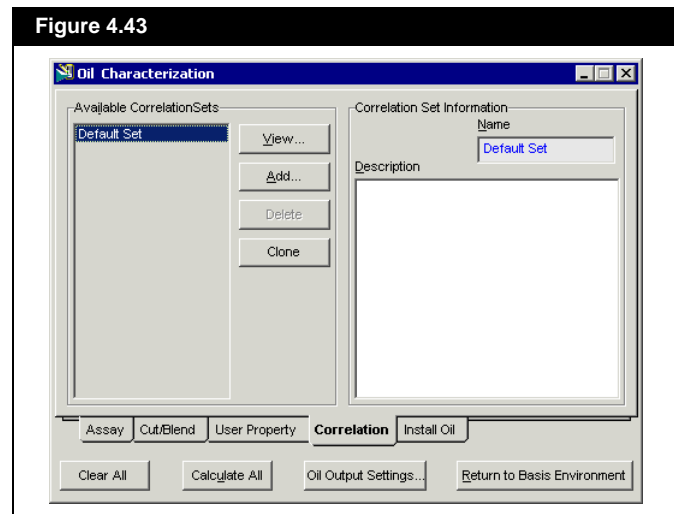 Figure 4.43
Oil Characterization
Available CorrelationSets
Default Set
View...
Add...
Delete
Clone
Correlation Set Information
Name
Default Set
Description
Assay
Cut/Blend
User Property
Correlation
Install Oil
Clear All
Calculate All
Oil Output Settings...
Return to Basis Environment